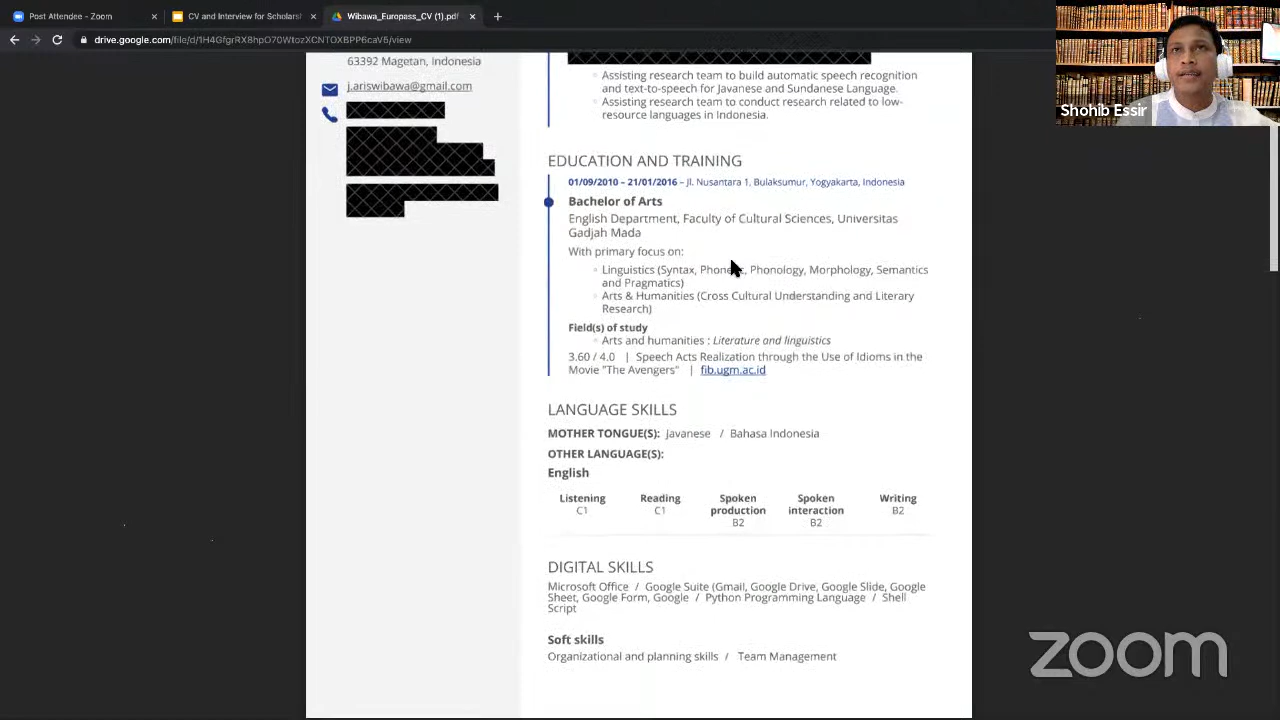 Post Attendee - Zoom
CV and Interview for Scholarsh
Wibawa_Europass_CV (1).pdf
drive.google.com/file/d/1H4GfgrRX8hpO70WtozXCNTOXBPP6caV6/view
63392 Magetan, Indonesia
j.ariswibawa@gmail.com
Assisting research team to build automatic speech recognition
and text-to-speech for Javanese and Sundanese Language.
Assisting research team to conduct research related to low-
resource languages in Indonesia.
EDUCATION AND TRAINING
01/09/2010 – 21/01/2016 – Jl. Nusantara 1, Bulaksumur, Yogyakarta, Indonesia
Bachelor of Arts
English Department, Faculty of Cultural Sciences, Universitas
Gadjah Mada
With primary focus on:
Linguistics (Syntax, Phonology, Morphology, Semantics
and Pragmatics)
Arts & Humanities (Cross Cultural Understanding and Literary
Research)
Field(s) of study
Arts and humanities : Literature and linguistics
3.60 / 4.0 | Speech Acts Realization through the Use of Idioms in the
Movie "The Avengers" | fib.ugm.ac.id
LANGUAGE SKILLS
MOTHER TONGUE(S): Javanese / Bahasa Indonesia
OTHER LANGUAGE(S):
English
Listening Reading Spoken Spoken Writing
production interaction
C1 C1 B2 B2 B2
DIGITAL SKILLS
Microsoft Office / Google Suite (Gmail, Google Drive, Google Slide, Google
Sheet, Google Form, Google / Python Programming Language / Shell
Script
Soft skills
Organizational and planning skills / Team Management
Shohib Essir
zoom